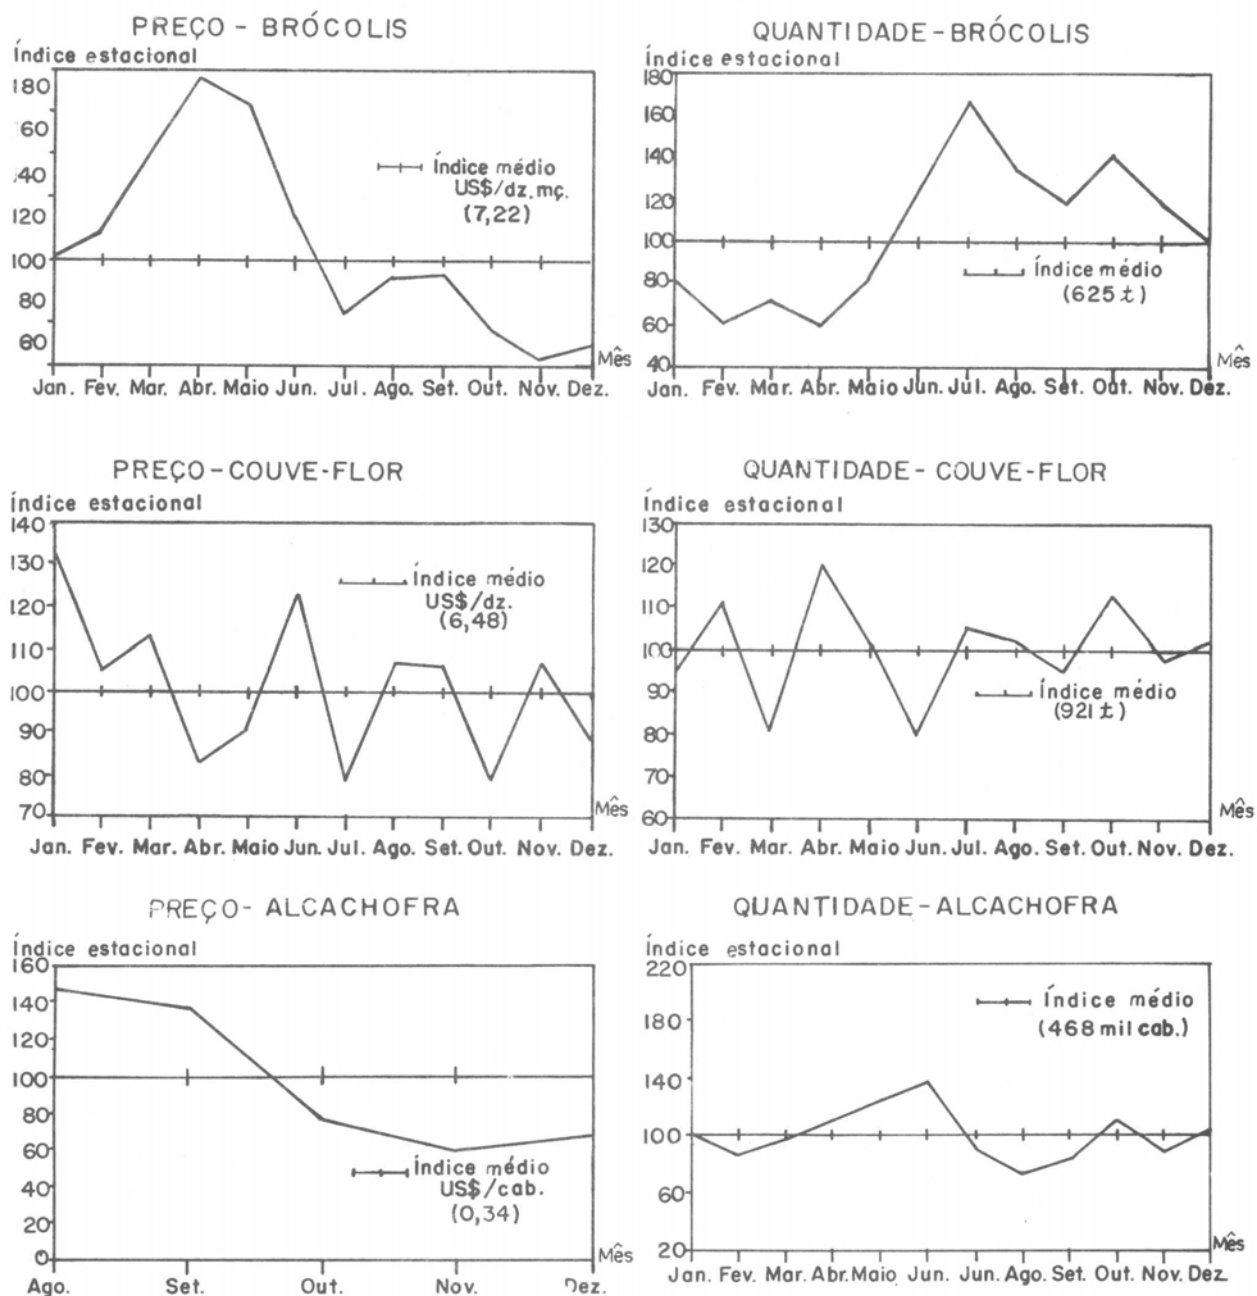 PREÇO - BRÓCOLIS
Índice estacional
180
160
140
120
100
80
60
Índice médio
US$/dz.mç.
(7,22)
Mês
Jan. Fev. Mar. Abr. Maio Jun. Jul. Ago. Set. Out. Nov. Dez.
QUANTIDADE-BRÓCOLIS
Índice estacional
180
160
140
120
100
80
60
40
Índice médio
(625 t)
Mês
Jan. Fev. Mar. Abr. Maio Jun. Jul. Ago. Set. Out. Nov. Dez.
PREÇO-COUVE-FLOR
Índice estacional
140
130
120
110
100
90
80
70
Índice médio
US$/dz.
(6,48)
Mês
Jan. Fev. Mar. Abr. Maio Jun. Jul. Ago. Set. Out. Nov. Dez.
QUANTIDADE-COUVE-FLOR
Índice estacional
130
120
110
100
90
80
70
60
Índice médio
(921 t)
Mês
Jan. Fev. Mar. Abr. Maio Jun. Jul. Ago. Set. Out. Nov. Dez.
PREÇO-ALCACHOFRA
Índice estacional
160
140
120
100
80
60
40
20
0
Índice médio
US$/cab.
(0,34)
Mês
Ago. Set. Out. Nov. Dez.
QUANTIDADE-ALCACHOFRA
Índice estacional
220
180
140
100
60
20
Índice médio
(468 mil cab.)
Mês
Jan. Fev. Mar. Abr. Maio Jun. Jun. Ago. Set. Out. Nov. Dez.